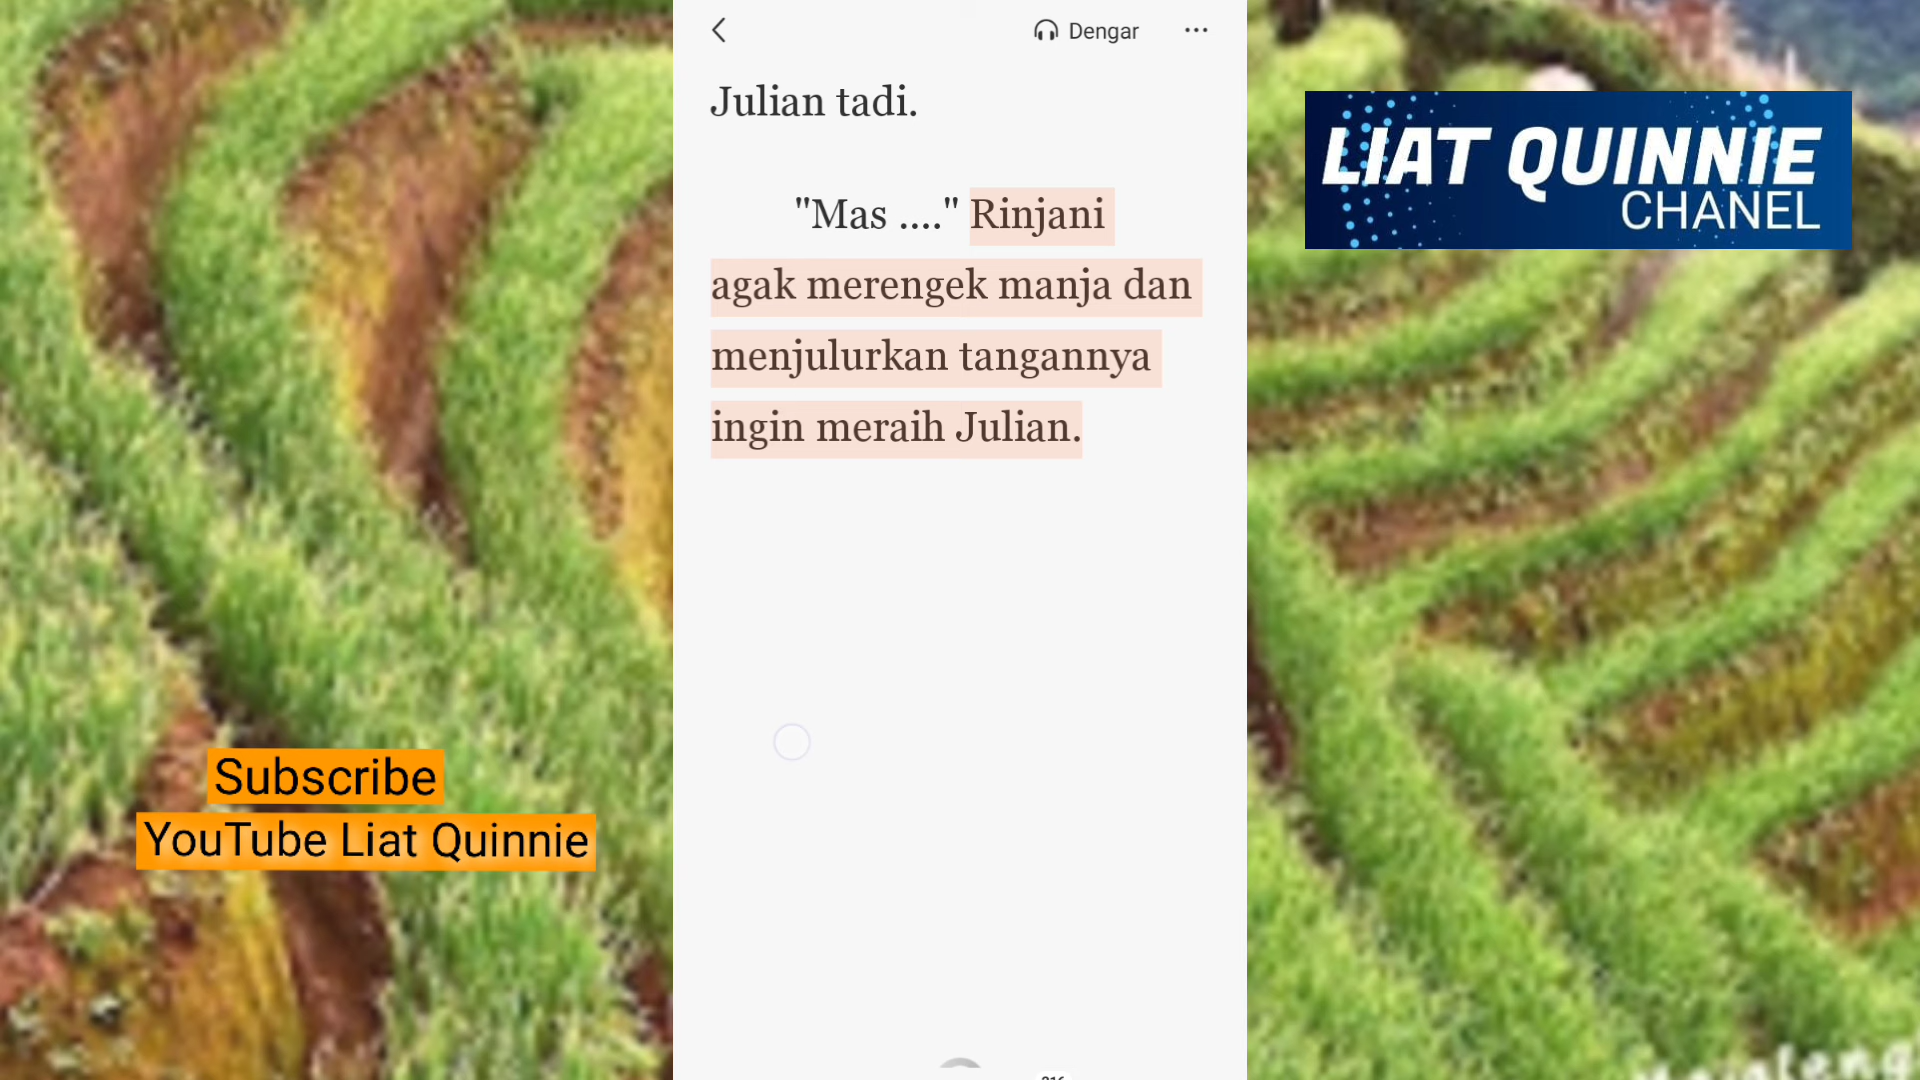 Dengar
Julian tadi.
"Mas ...." Rinjani
agak merengek manja dan
menjulurkan tangannya
ingin meraih Julian.
LIAT QUINNIE
CHANEL
Subscribe
YouTube Liat Quinnie